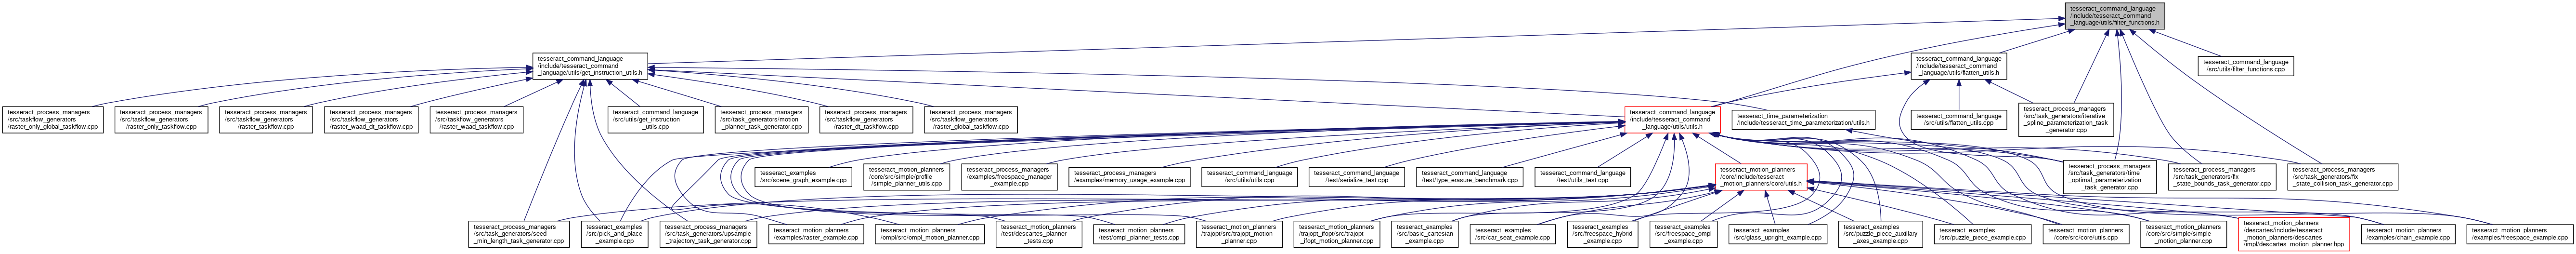 tesseract_command_language
/include/tesseract_command
_language/utils/filter_functions.h
tesseract_command_language
/include/tesseract_command
_language/utils/get_instruction_utils.h
tesseract_command_language
/include/tesseract_command
_language/utils/flatten_utils.h
tesseract_command_language
/src/utils/filter_functions.cpp
tesseract_process_managers
/src/taskflow_generators
/raster_only_global_taskflow.cpp
tesseract_process_managers
/src/taskflow_generators
/raster_only_taskflow.cpp
tesseract_process_managers
/src/taskflow_generators
/raster_taskflow.cpp
tesseract_process_managers
/src/taskflow_generators
/raster_waad_dt_taskflow.cpp
tesseract_process_managers
/src/taskflow_generators
/raster_waad_taskflow.cpp
tesseract_command_language
/src/utils/get_instruction
_utils.cpp
tesseract_process_managers
/src/task_generators/motion
_planner_task_generator.cpp
tesseract_process_managers
/src/taskflow_generators
/raster_dt_taskflow.cpp
tesseract_process_managers
/src/taskflow_generators
/raster_global_taskflow.cpp
tesseract_command_language
/include/tesseract_command
_language/utils/utils.h
tesseract_time_parameterization
/include/tesseract_time_parameterization/utils.h
tesseract_command_language
/src/utils/flatten_utils.cpp
tesseract_process_managers
/src/task_generators/iterative
_spline_parameterization_task
_generator.cpp
tesseract_examples
/src/scene_graph_example.cpp
tesseract_motion_planners
/core/src/simple/profile
/simple_planner_utils.cpp
tesseract_process_managers
/examples/freespace_manager
_example.cpp
tesseract_process_managers
/examples/memory_usage_example.cpp
tesseract_command_language
/src/utils/utils.cpp
tesseract_command_language
/test/serialize_test.cpp
tesseract_command_language
/test/type_erasure_benchmark.cpp
tesseract_command_language
/test/utils_test.cpp
tesseract_motion_planners
/core/include/tesseract
_motion_planners/core/utils.h
tesseract_process_managers
/src/task_generators/time
_optimal_parameterization
_task_generator.cpp
tesseract_process_managers
/src/task_generators/fix
_state_bounds_task_generator.cpp
tesseract_process_managers
/src/task_generators/fix
_state_collision_task_generator.cpp
tesseract_process_managers
/src/task_generators/seed
_min_length_task_generator.cpp
tesseract_examples
/src/pick_and_place
_example.cpp
tesseract_process_managers
/src/task_generators/upsample
_trajectory_task_generator.cpp
tesseract_motion_planners
/examples/raster_example.cpp
tesseract_motion_planners
/ompl/src/ompl_motion_planner.cpp
tesseract_motion_planners
/test/descartes_planner
_tests.cpp
tesseract_motion_planners
/test/ompl_planner_tests.cpp
tesseract_motion_planners
/trajopt/src/trajopt_motion
_planner.cpp
tesseract_motion_planners
/trajopt_ifopt/src/trajopt
_ifopt_motion_planner.cpp
tesseract_examples
/src/basic_cartesian
_example.cpp
tesseract_examples
/src/car_seat_example.cpp
tesseract_examples
/src/freespace_hybrid
_example.cpp
tesseract_examples
/src/freespace_ompl
_example.cpp
tesseract_examples
/src/glass_upright_example.cpp
tesseract_examples
/src/puzzle_piece_auxillary
_axes_example.cpp
tesseract_examples
/src/puzzle_piece_example.cpp
tesseract_motion_planners
/core/src/core/utils.cpp
tesseract_motion_planners
/core/src/simple/simple
_motion_planner.cpp
tesseract_motion_planners
/descartes/include/tesseract
_motion_planners/descartes
/impl/descartes_motion_planner.hpp
tesseract_motion_planners
/examples/chain_example.cpp
tesseract_motion_planners
/examples/freespace_example.cpp